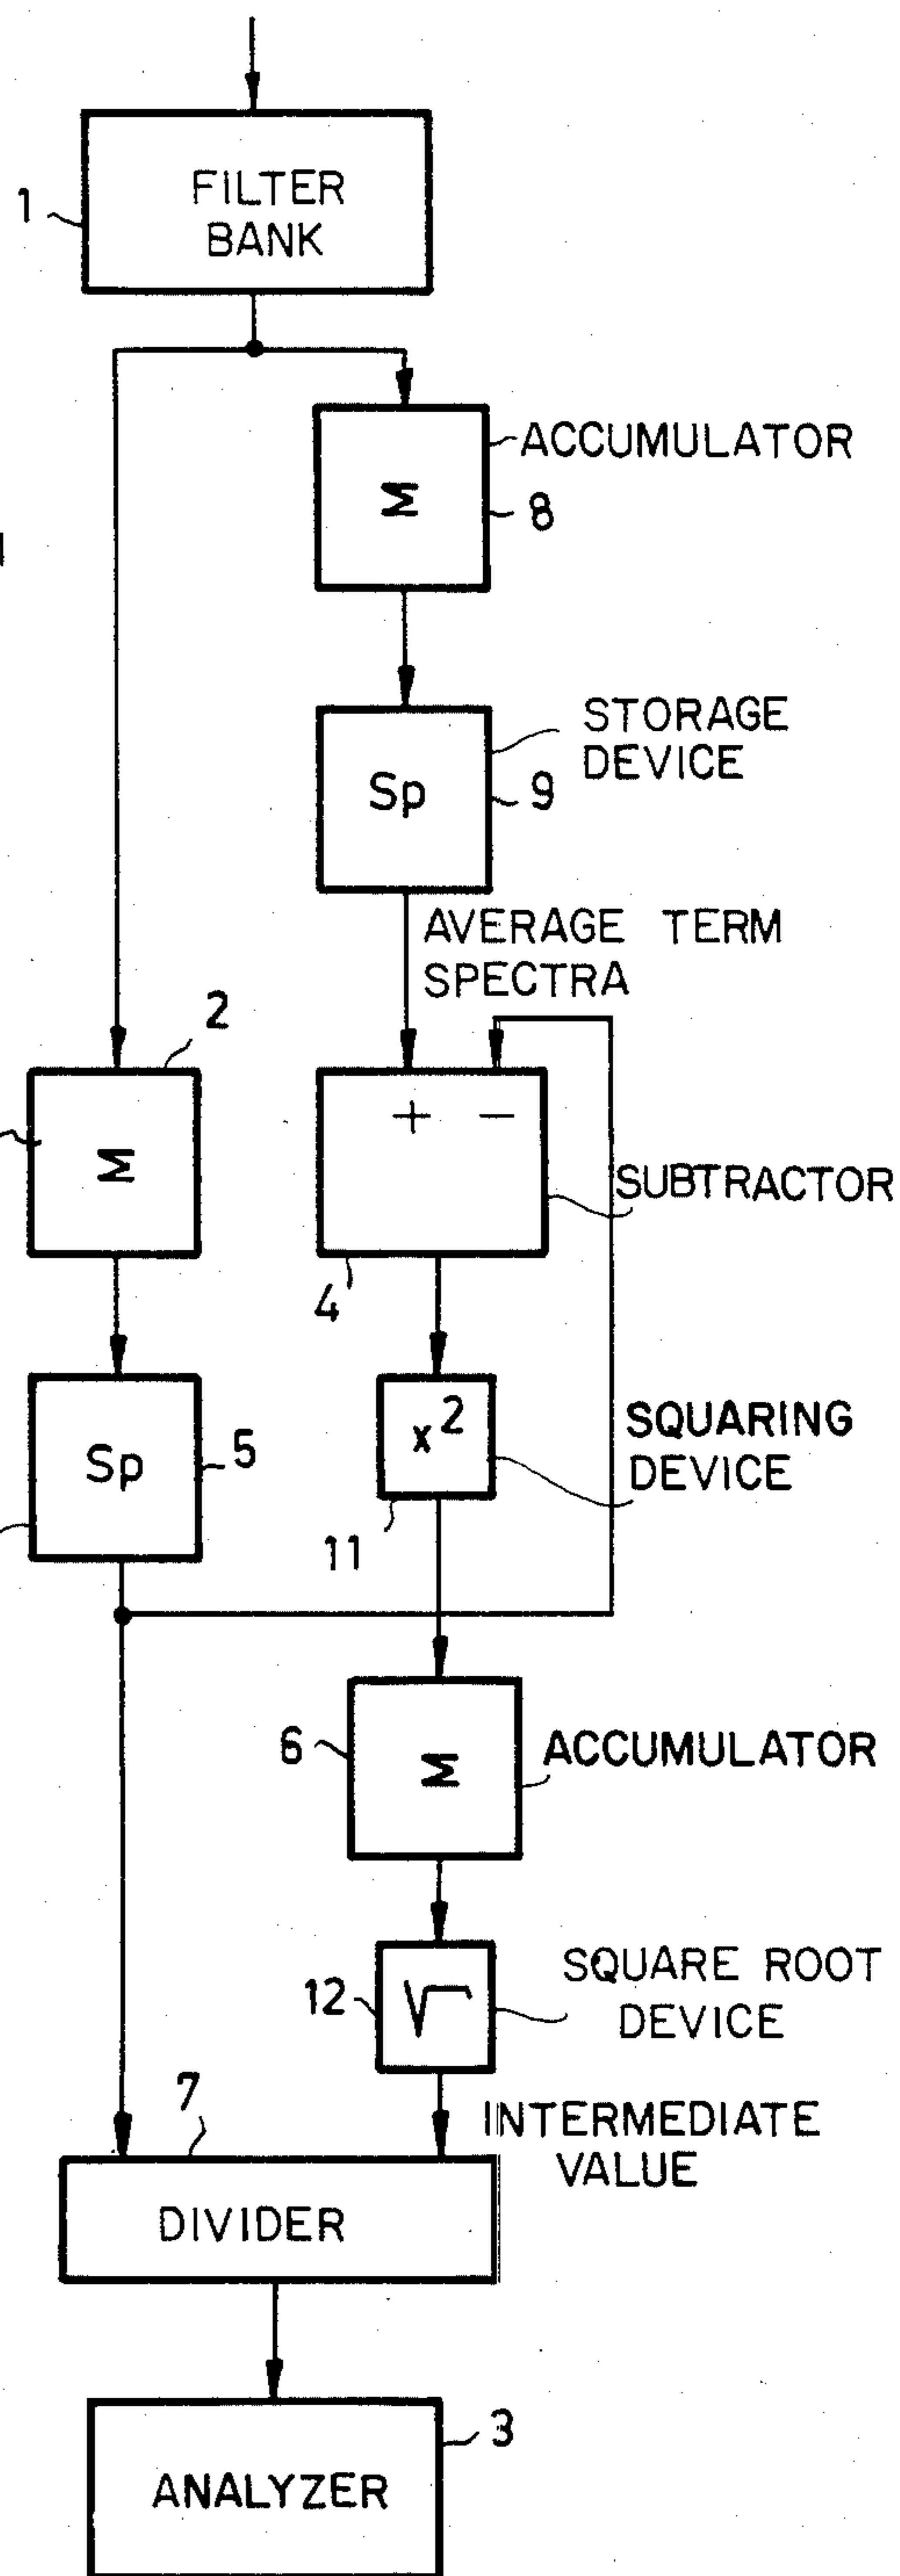 FILTER
BANK
1
ACCUMULATOR
Σ
8
STORAGE
DEVICE
Sp
9
AVERAGE TERM
SPECTRA
2
+ −
Σ
SUBTRACTOR
4
x²
SQUARING
DEVICE
Sp
5
11
6
Σ
ACCUMULATOR
12
√
SQUARE ROOT
DEVICE
7
INTERMEDIATE
VALUE
DIVIDER
3
ANALYZER